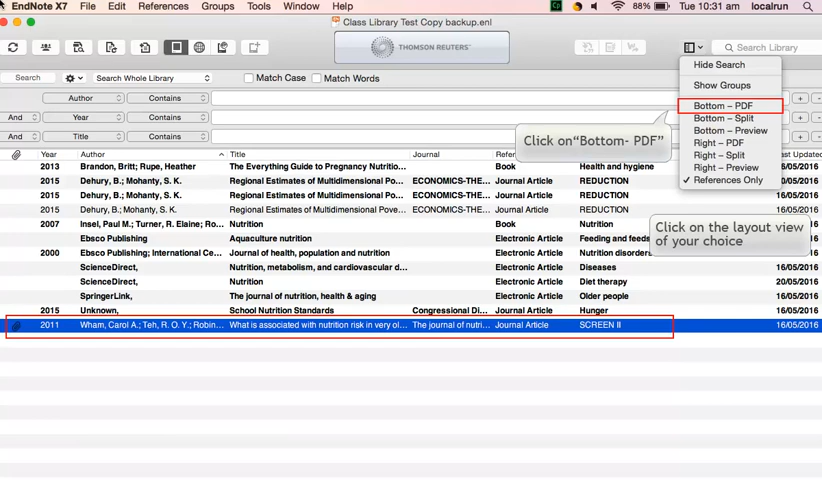 EndNote X7 File Edit References Groups Tools Window Help 88% Tue 10:31 am localrun
Class Library Test Copy backup.enl
THOMSON REUTERS™ Search Library
Search Search Whole Library Match Case Match Words
Author Contains
And Year Contains
And Title Contains
Hide Search
Show Groups
Bottom – PDF
Bottom – Split
Bottom – Preview
Right – PDF
Right – Split
Right – Preview
✓ References Only
Click on“Bottom- PDF”
Click on the layout view
of your choice
Year Author Title Journal Refer Last Updated
2013 Brandon, Britt; Rupe, Heather The Everything Guide to Pregnancy Nutritio... Book Health and hygiene
2015 Dehury, B.; Mohanty, S. K. Regional Estimates of Multidimensional Pov... ECONOMICS-THE... Journal Article REDUCTION
2015 Dehury, B.; Mohanty, S. K. Regional Estimates of Multidimensional Pov... ECONOMICS-THE... Journal Article REDUCTION
2015 Dehury, B.; Mohanty, S. K. Regional Estimates of Multidimensional Pov... ECONOMICS-THE... Journal Article REDUCTION 16/05/2016
2007 Insel, Paul M.; Turner, R. Elaine; Ro... Nutrition Book Nutrition
Ebsco Publishing Aquaculture nutrition Electronic Article Feeding and feeds
2000 Ebsco Publishing; International Ce... Journal of health, population and nutrition Electronic Article Nutrition disorders
ScienceDirect, Nutrition, metabolism, and cardiovascular d... Electronic Article Diseases 16/05/2016
ScienceDirect, Nutrition Electronic Article Diet therapy 20/05/2016
SpringerLink, The journal of nutrition, health & aging Electronic Article Older people 16/05/2016
2015 Unknown, School Nutrition Standards Congressional Di... Journal Article Hunger 16/05/2016
2011 Wham, Carol A.; Teh, R. O. Y.; Robin... What is associated with nutrition risk in very ol... The journal of nutri... Journal Article SCREEN II 16/05/2016